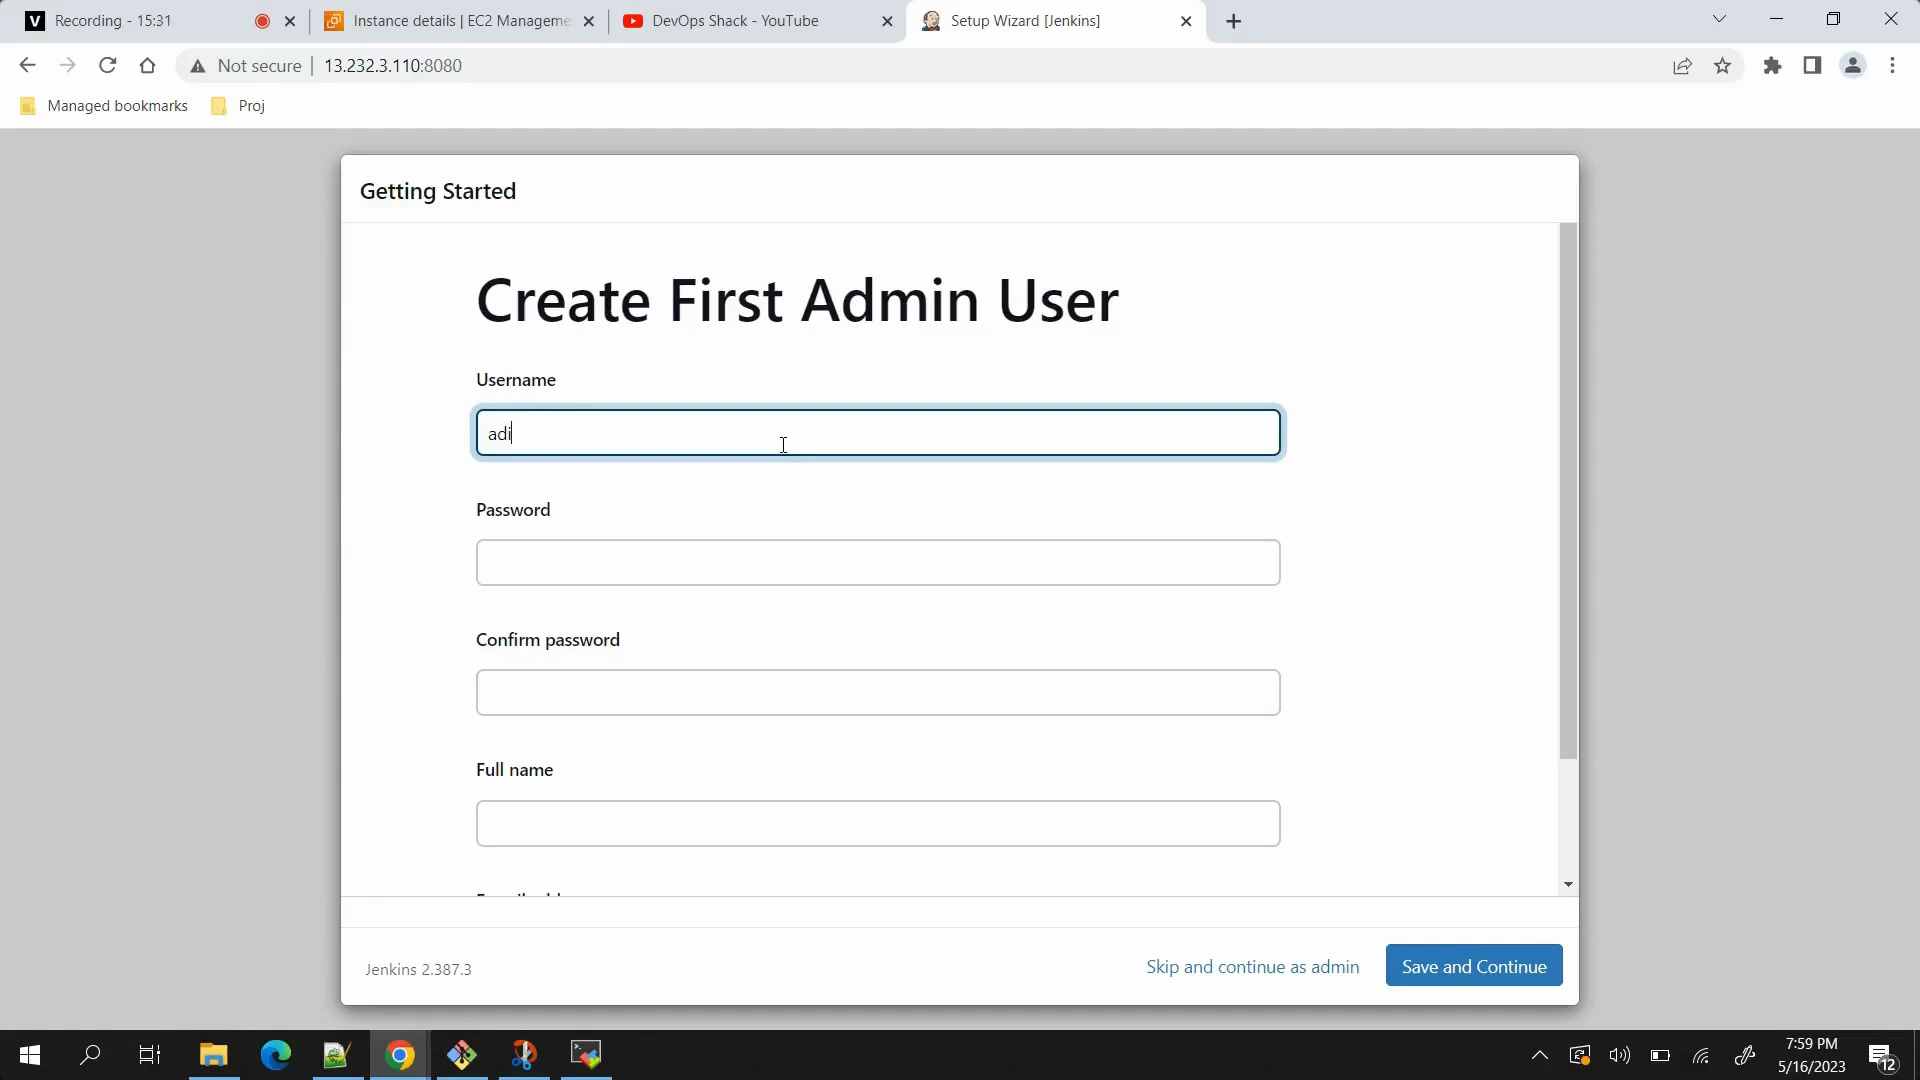 V Recording - 15:31
Instance details | EC2 Manageme
DevOps Shack - YouTube
Setup Wizard [Jenkins]
Not secure | 13.232.3.110:8080
Managed bookmarks
Proj
Getting Started
Create First Admin User
Username
adi
Password
Confirm password
Full name
Jenkins 2.387.3
Skip and continue as admin
Save and Continue
7:59 PM
5/16/2023
12